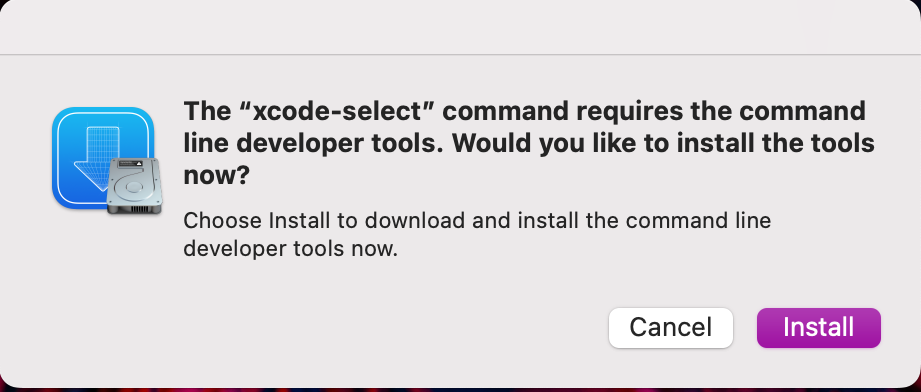 The “xcode-select” command requires the command
line developer tools. Would you like to install the tools
now?
Choose Install to download and install the command line
developer tools now.
Cancel
Install